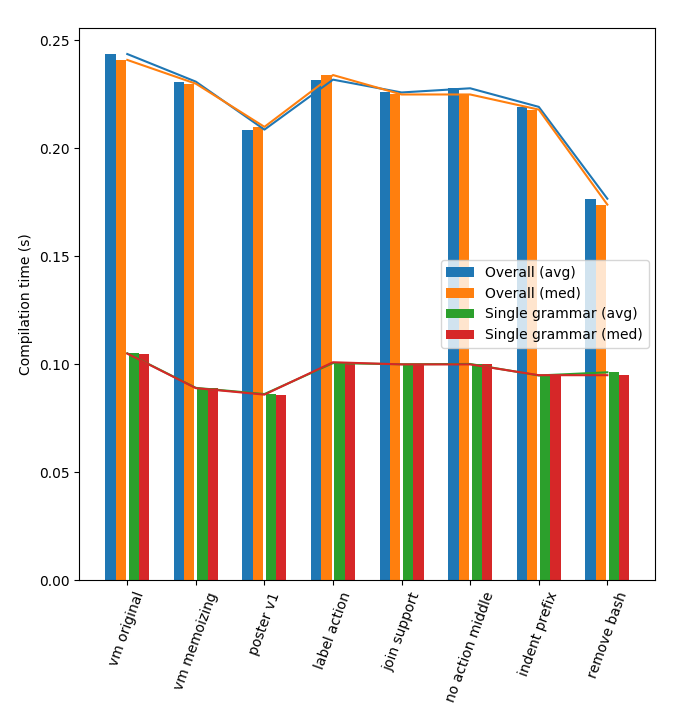 0.25
0.20
0.15
0.10
0.05
0.00
Compilation time (s)
Overall (avg)
Overall (med)
Single grammar (avg)
Single grammar (med)
vm original
vm memoizing
poster v1
label action
join support
no action middle
indent prefix
remove bash